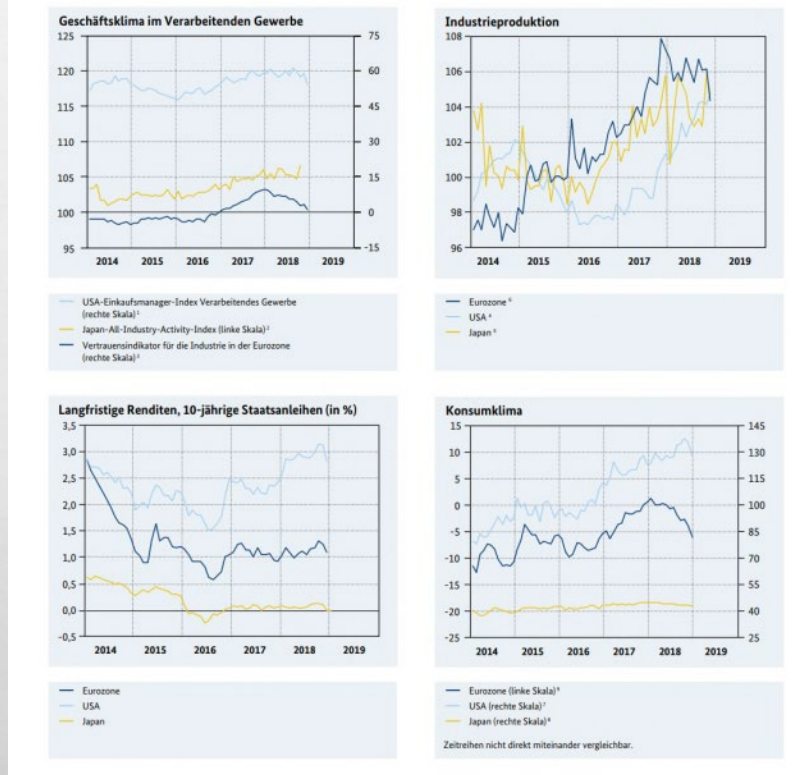 Geschäftsklima im Verarbeitenden Gewerbe
125 75
120 60
115 45
110 30
105 15
100 0
95 -15
2014 2015 2016 2017 2018 2019
USA-Einkaufsmanager-Index Verarbeitendes Gewerbe
(rechte Skala) ¹
Japan-All-Industry-Activity-Index (linke Skala) ²
Vertrauensindikator für die Industrie in der Eurozone
(rechte Skala) ³
Industrieproduktion
108
106
104
102
100
98
96
2014 2015 2016 2017 2018 2019
Eurozone
USA
Japan
Langfristige Renditen, 10-jährige Staatsanleihen (in %)
3,5
3,0
2,5
2,0
1,5
1,0
0,5
0,0
-0,5
2014 2015 2016 2017 2018 2019
Eurozone
USA
Japan
Konsumklima
15 145
10 130
5 115
0 100
-5 85
-10 70
-15 55
-20 40
-25 25
2014 2015 2016 2017 2018 2019
Eurozone (linke Skala)
USA (rechte Skala) ⁷
Japan (rechte Skala) ⁸
Zeitreihen nicht direkt miteinander vergleichbar.